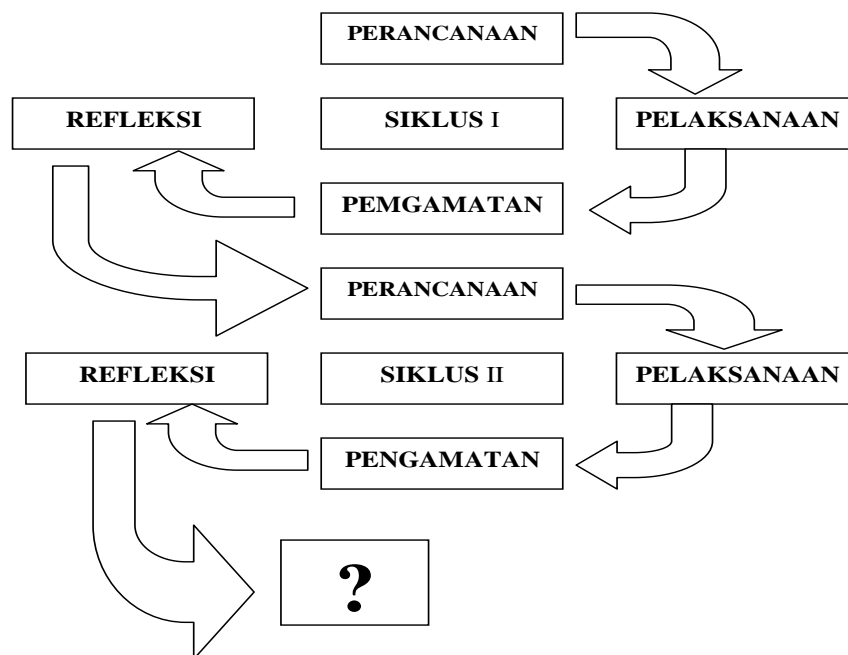 PERANCANAAN
REFLEKSI
SIKLUS I
PELAKSANAAN
PEMGAMATAN
PERANCANAAN
REFLEKSI
SIKLUS II
PELAKSANAAN
PENGAMATAN
?